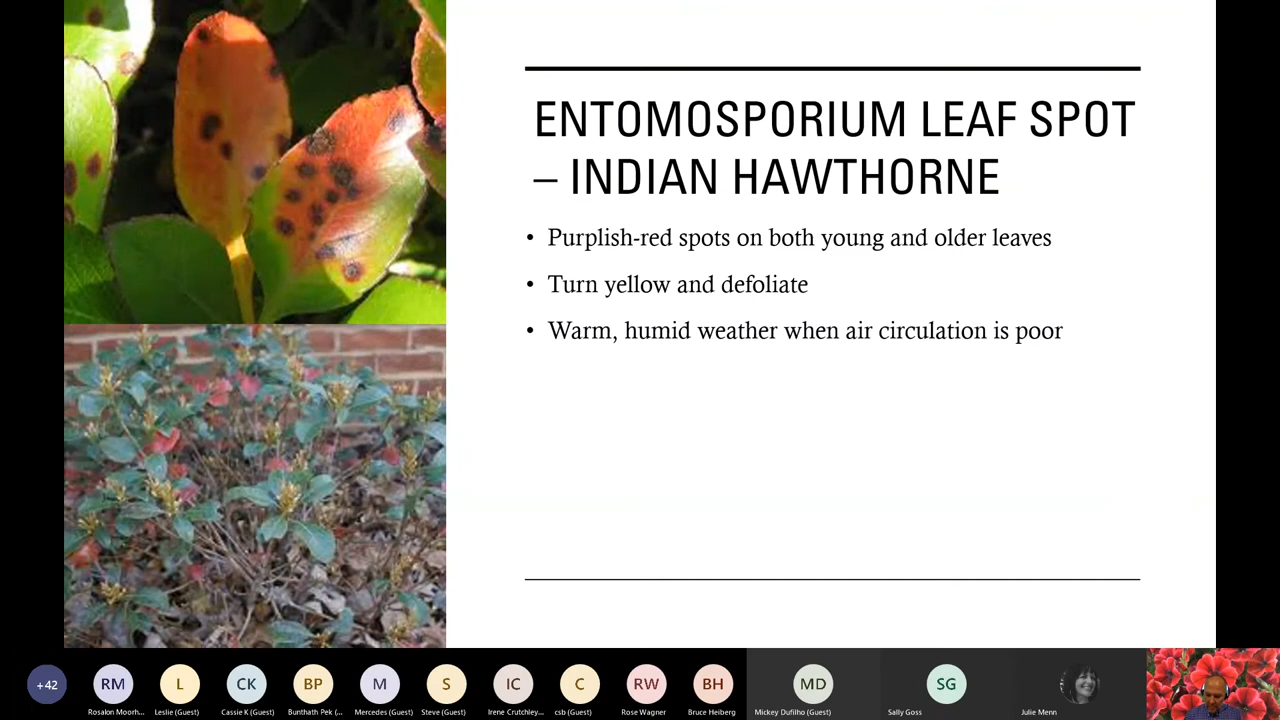 ENTOMOSPORIUM LEAF SPOT
– INDIAN HAWTHORNE
• Purplish-red spots on both young and older leaves
• Turn yellow and defoliate
• Warm, humid weather when air circulation is poor
+42
RM
L
CK
BP
M
S
IC
C
RW
BH
MD
SG
Rosalon Moorh...
Leslie (Guest)
Cassie K (Guest)
Bunthath Pek (...
Mercedes (Guest)
Steve (Guest)
Irene Crutchley...
csb (Guest)
Rose Wagner
Bruce Heiberg
Mickey Dufilho (Guest)
Sally Goss
Julie Menn